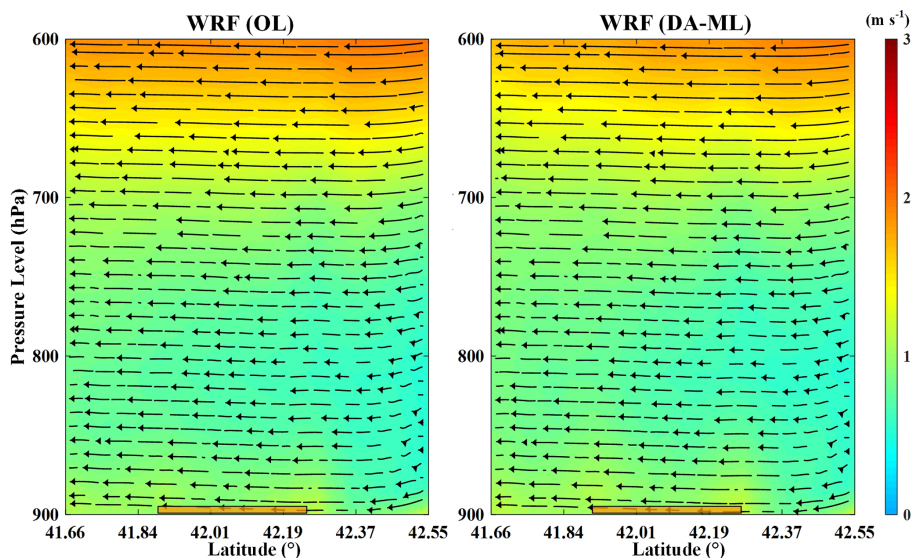 WRF (OL) WRF (DA-ML) (m s⁻¹)
600 600 3
700 700 2
Pressure Level (hPa)
800 800 1
900 900 0
41.66 41.84 42.01 42.19 42.37 42.55 41.66 41.84 42.01 42.19 42.37 42.55
Latitude (°) Latitude (°)